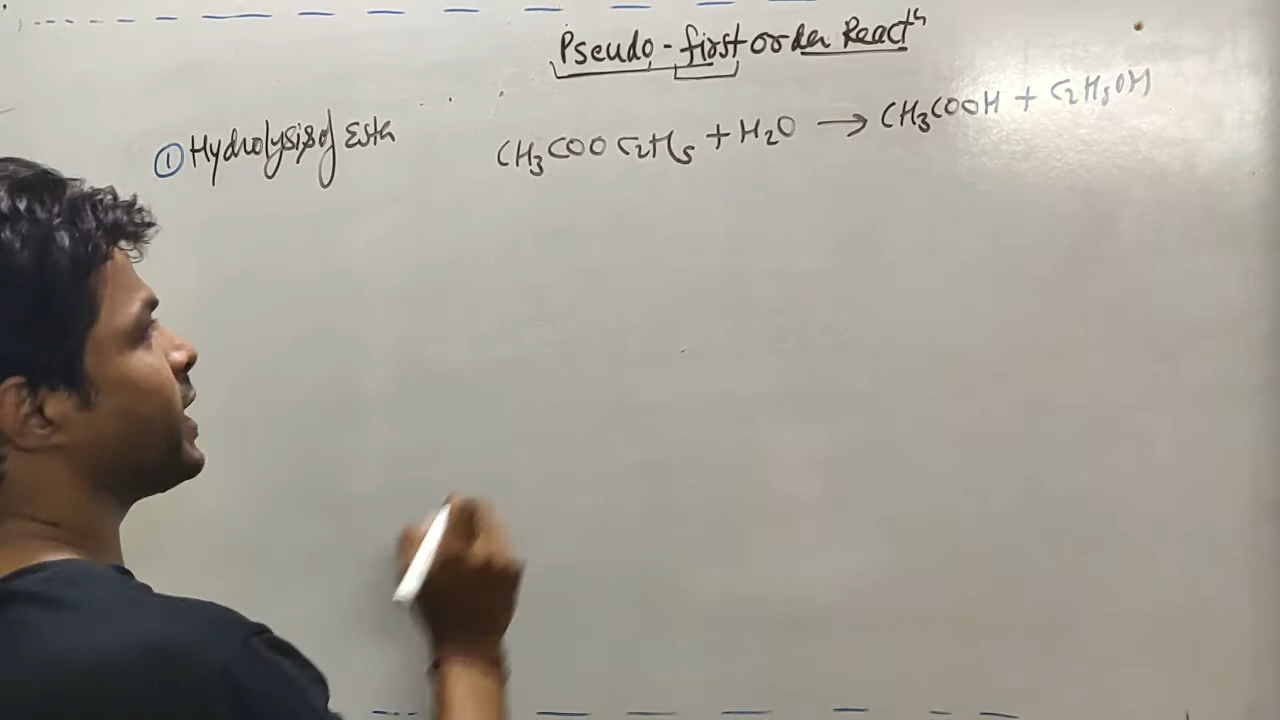 Pseudo-first order Reactⁿ
① Hydrolysis of Ester
CH₃COOC₂H₅ + H₂O → CH₃COOH + C₂H₅OH